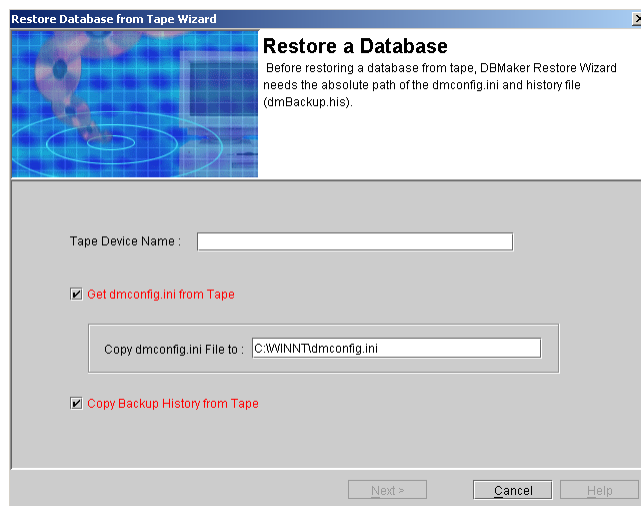 Restore Database from Tape Wizard
Restore a Database
Before restoring a database from tape, DBMaker Restore Wizard
needs the absolute path of the dmconfig.ini and history file
(dmBackup.his).
Tape Device Name :
Get dmconfig.ini from Tape
Copy dmconfig.ini File to : C:\WINNT\dmconfig.ini
Copy Backup History from Tape
Next > Cancel Help